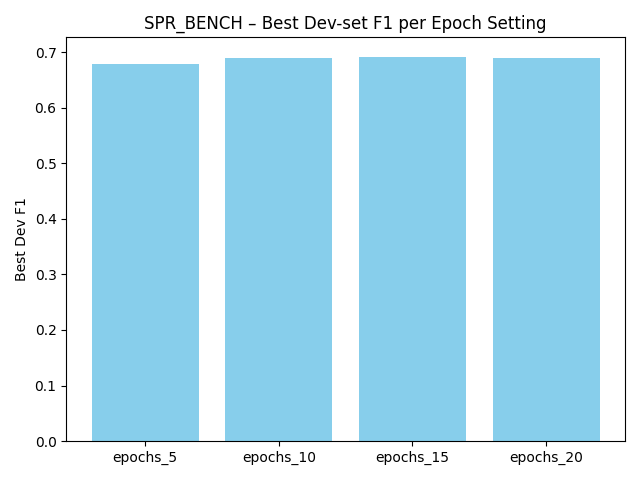 SPR_BENCH – Best Dev-set F1 per Epoch Setting
Best Dev F1
0.7
0.6
0.5
0.4
0.3
0.2
0.1
0.0
epochs_5 epochs_10 epochs_15 epochs_20